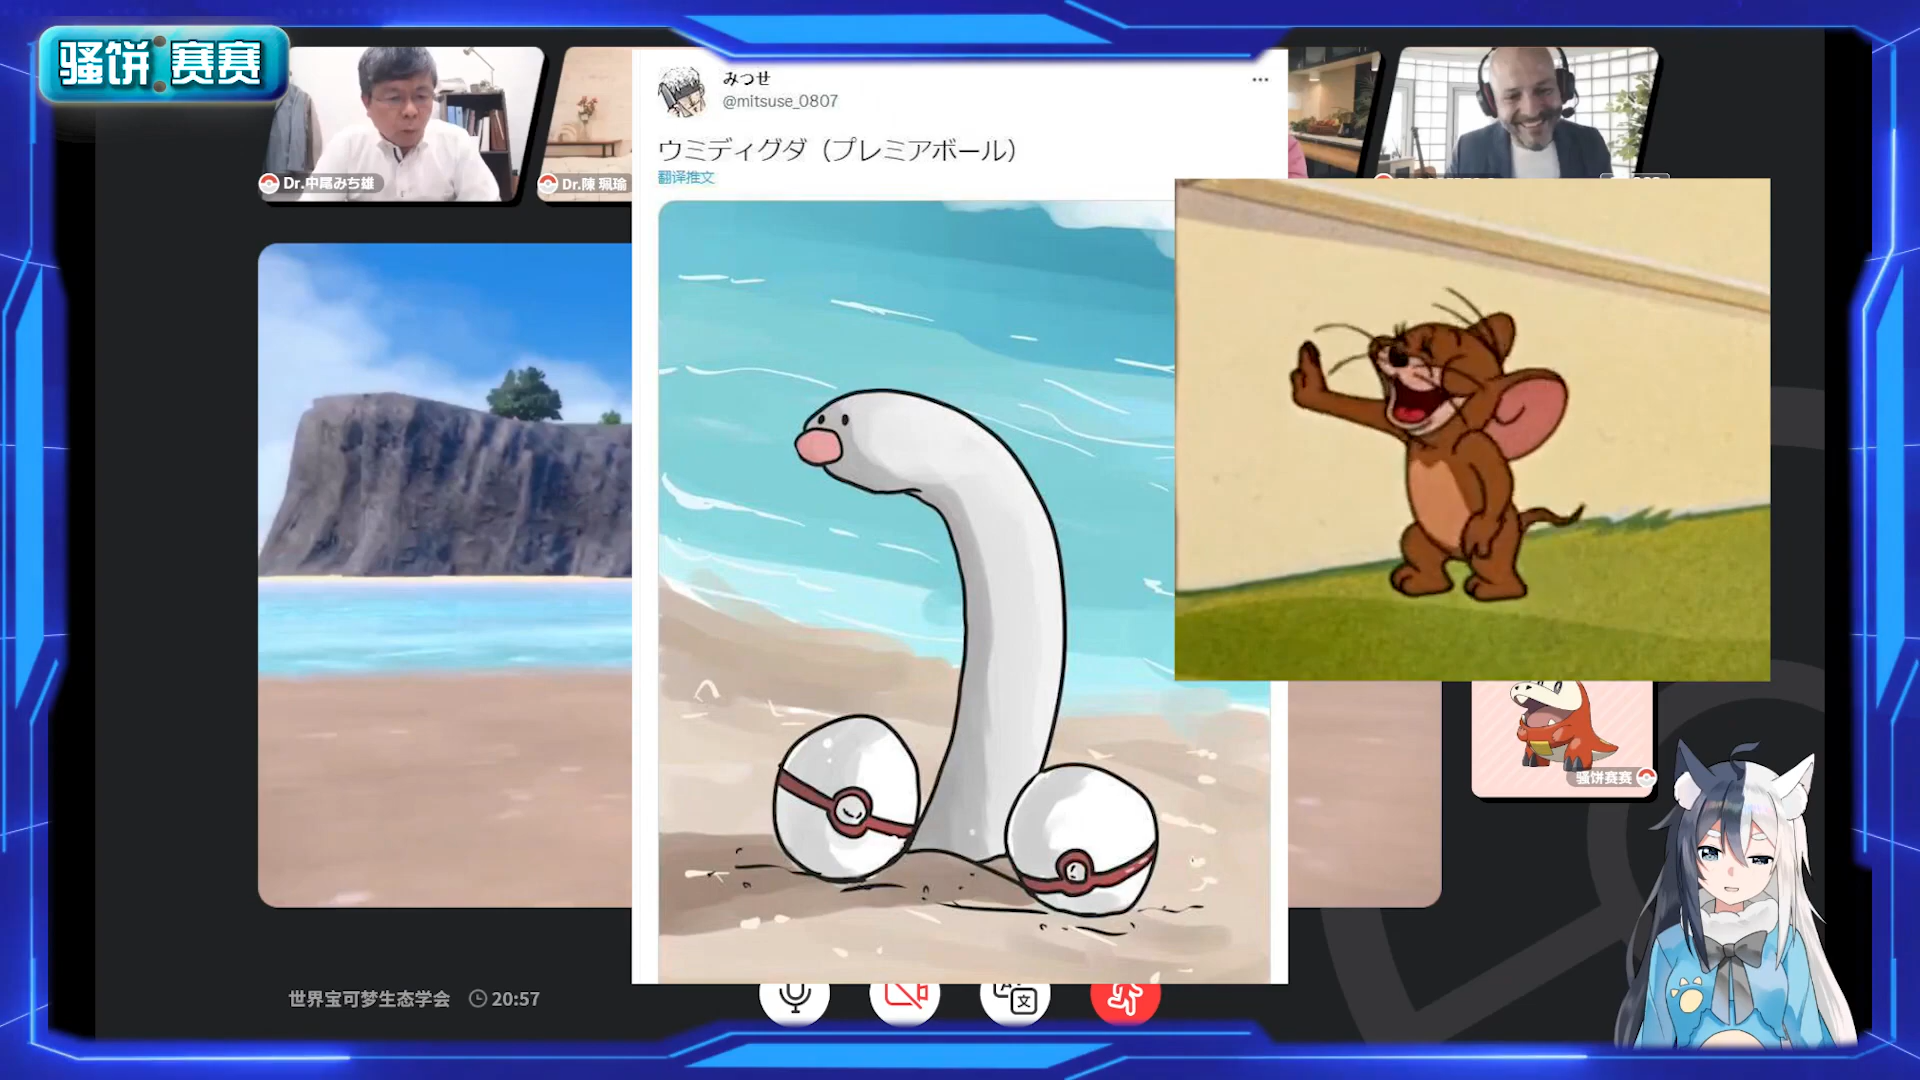 骚饼:赛赛
Dr.中尾みち雄
Dr.陳 珮瑜
みつせ
@mitsuse_0807
ウミディグダ（プレミアボール）
翻译推文
骚饼赛赛
世界宝可梦生态学会
20:57
文